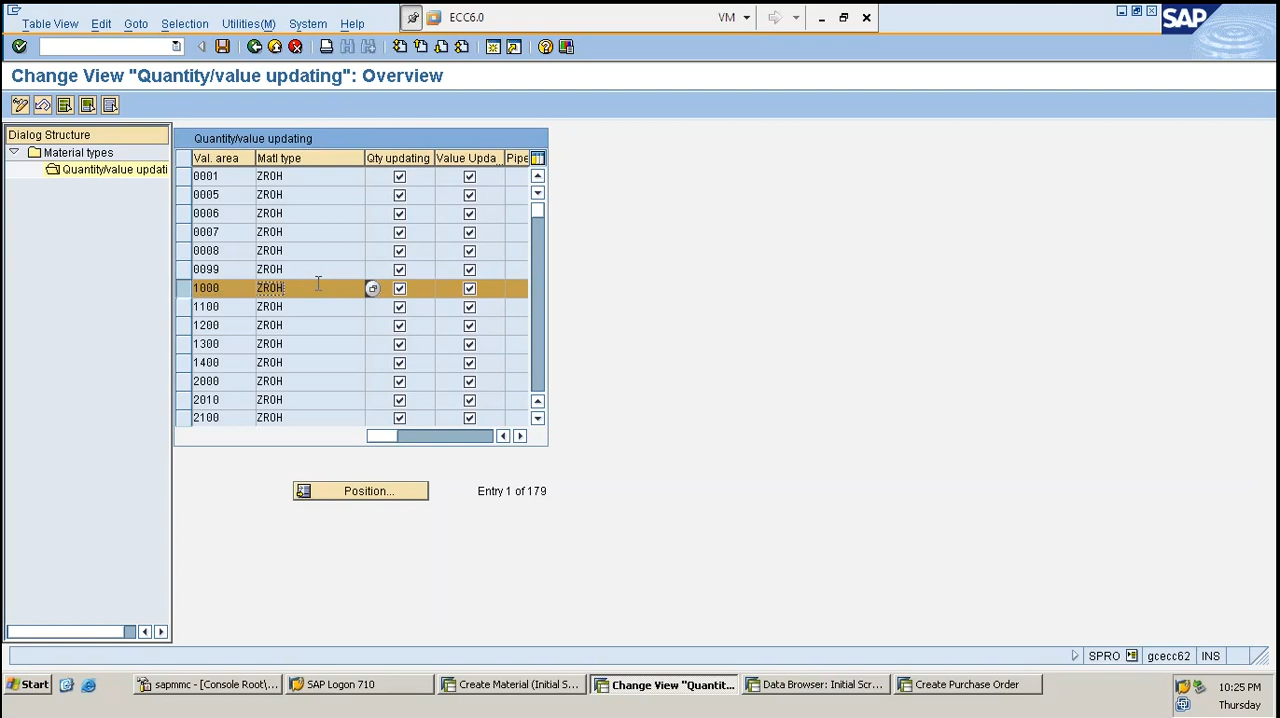 Table View Edit Goto Selection Utilities(M) System Help
ECC6.0
VM
SAP
Change View "Quantity/value updating": Overview
Dialog Structure
Material types
Quantity/value updati
Quantity/value updating
Val. area Matl type Qty updating Value Upda... Pipe
0001 ZROH
0005 ZROH
0006 ZROH
0007 ZROH
0008 ZROH
0099 ZROH
1000 ZROH
1100 ZROH
1200 ZROH
1300 ZROH
1400 ZROH
2000 ZROH
2010 ZROH
2100 ZROH
Position... Entry 1 of 179
SPRO gcecc62 INS
Start sapmmc - [Console Root\... SAP Logon 710 Create Material (Initial S... Change View "Quantit... Data Browser: Initial Scr... Create Purchase Order
10:25 PM
Thursday